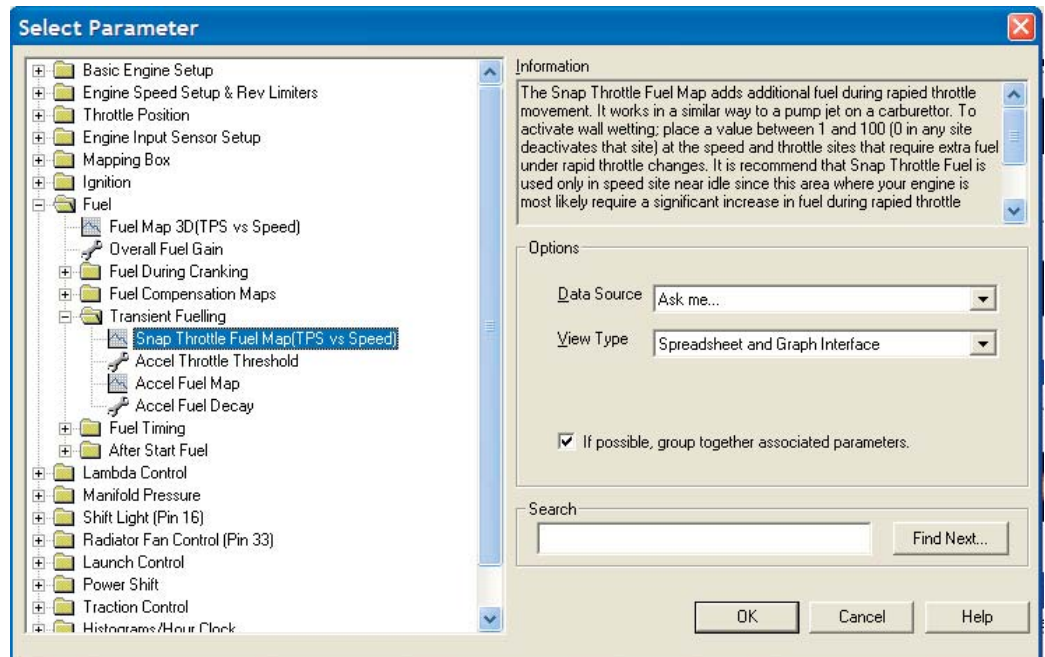 Select Parameter
Basic Engine Setup
Engine Speed Setup & Rev Limiters
Throttle Position
Engine Input Sensor Setup
Mapping Box
Ignition
Fuel
Fuel Map 3D(TPS vs Speed)
Overall Fuel Gain
Fuel During Cranking
Fuel Compensation Maps
Transient Fuelling
Snap Throttle Fuel Map(TPS vs Speed)
Accel Throttle Threshold
Accel Fuel Map
Accel Fuel Decay
Fuel Timing
After Start Fuel
Lambda Control
Manifold Pressure
Shift Light (Pin 16)
Radiator Fan Control (Pin 33)
Launch Control
Power Shift
Traction Control
Histograms/Hour Clock
Information
The Snap Throttle Fuel Map adds additional fuel during rapied throttle
movement. It works in a similar way to a pump jet on a carburettor. To
activate wall wetting; place a value between 1 and 100 (0 in any site
deactivates that site) at the speed and throttle sites that require extra fuel
under rapid throttle changes. It is recommend that Snap Throttle Fuel is
used only in speed site near idle since this area where your engine is
most likely require a significant increase in fuel during rapied throttle
Options
Data Source
Ask me...
View Type
Spreadsheet and Graph Interface
If possible, group together associated parameters.
Search
Find Next...
OK
Cancel
Help